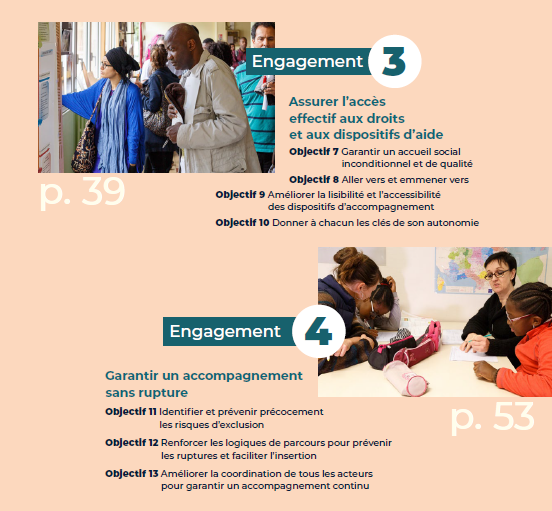 Engagement 3
Assurer l'accès
effectif aux droits
et aux dispositifs d'aide
Objectif 7 Garantir un accueil social
inconditionnel et de qualité
Objectif 8 Aller vers et emmener vers
p. 39
Objectif 9 Améliorer la lisibilité et l'accessibilité
des dispositifs d'accompagnement
Objectif 10 Donner à chacun les clés de son autonomie
Engagement 4
Garantir un accompagnement
sans rupture
Objectif 11 Identifier et prévenir précocement
les risques d'exclusion
p. 53
Objectif 12 Renforcer les logiques de parcours pour prévenir
les ruptures et faciliter l'insertion
Objectif 13 Améliorer la coordination de tous les acteurs
pour garantir un accompagnement continu